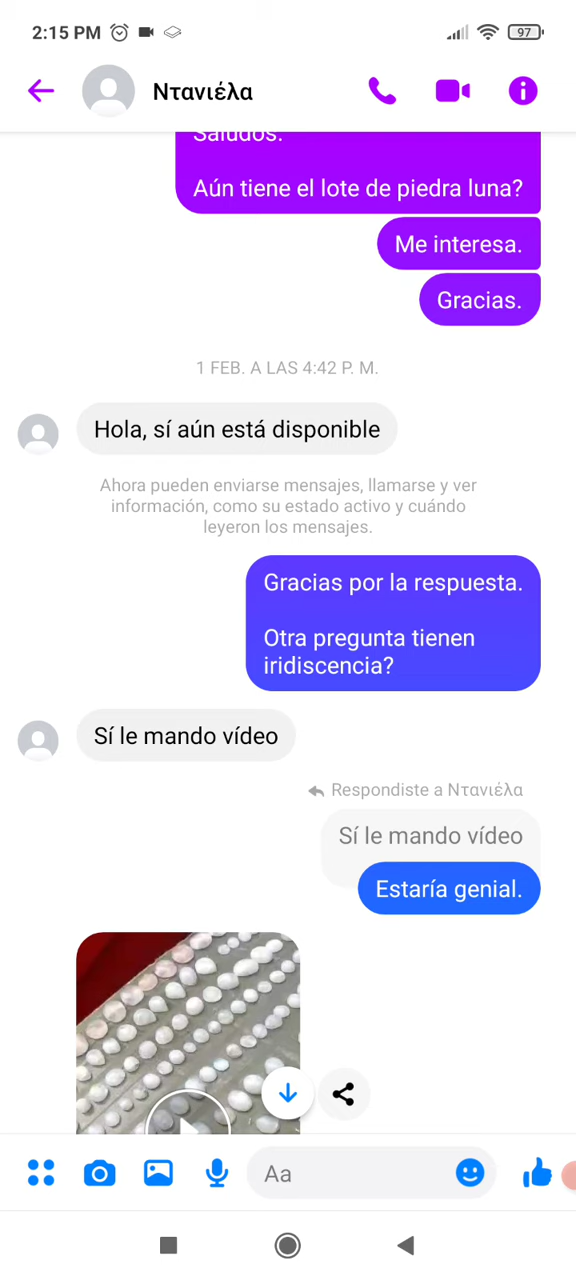 2:15 PM
97
Ντανιέλα
Saludos.
Aún tiene el lote de piedra luna?
Me interesa.
Gracias.
1 FEB. A LAS 4:42 P. M.
Hola, sí aún está disponible
Ahora pueden enviarse mensajes, llamarse y ver
información, como su estado activo y cuándo
leyeron los mensajes.
Gracias por la respuesta.
Otra pregunta tienen
iridiscencia?
Sí le mando vídeo
Respondiste a Ντανιέλα
Sí le mando vídeo
Estaría genial.
Aa